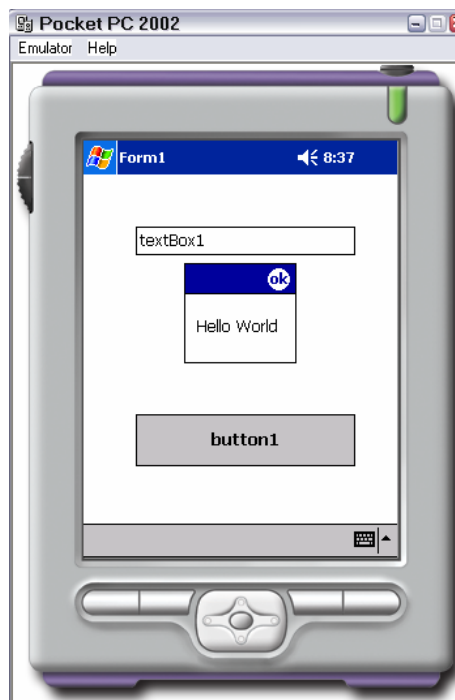 Pocket PC 2002
Emulator Help
Form1 8:37
textBox1
ok
Hello World
button1